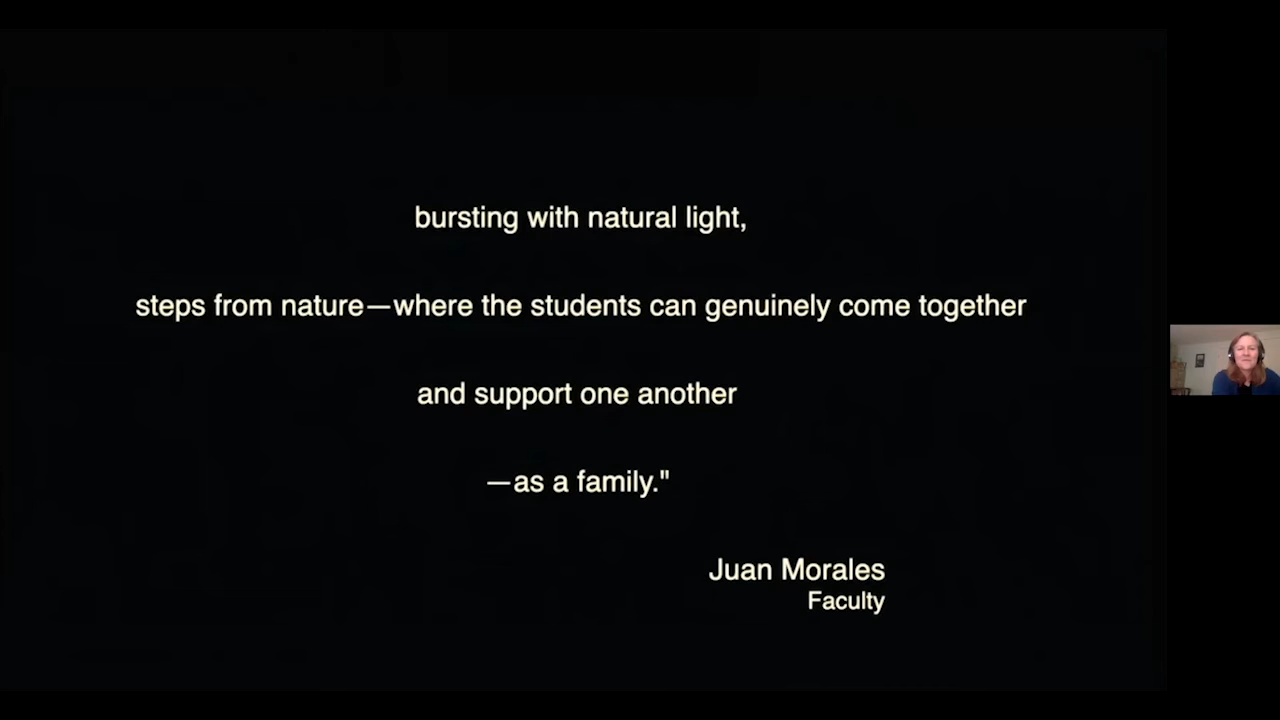 bursting with natural light,
steps from nature—where the students can genuinely come together
and support one another
—as a family."
Juan Morales
Faculty